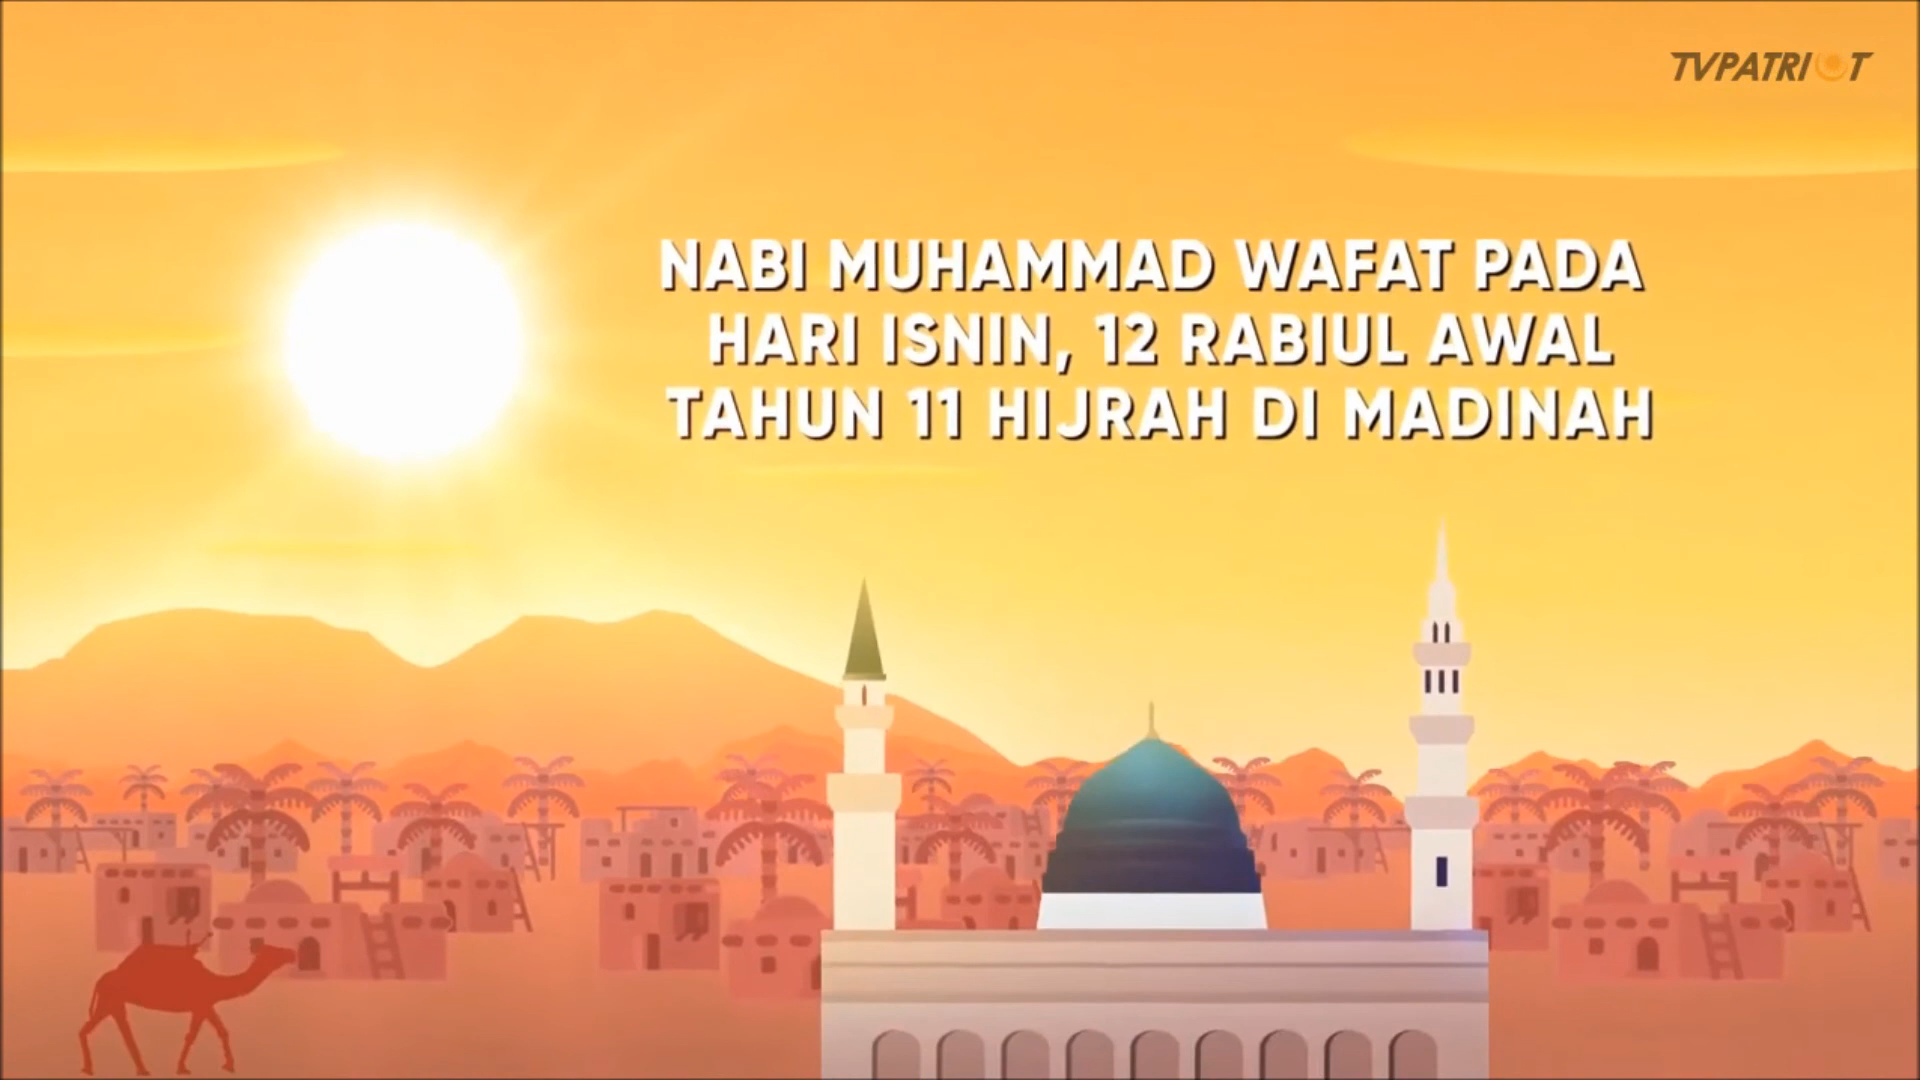 TVPATRIOT
NABI MUHAMMAD WAFAT PADA
HARI ISNIN, 12 RABIUL AWAL
TAHUN 11 HIJRAH DI MADINAH